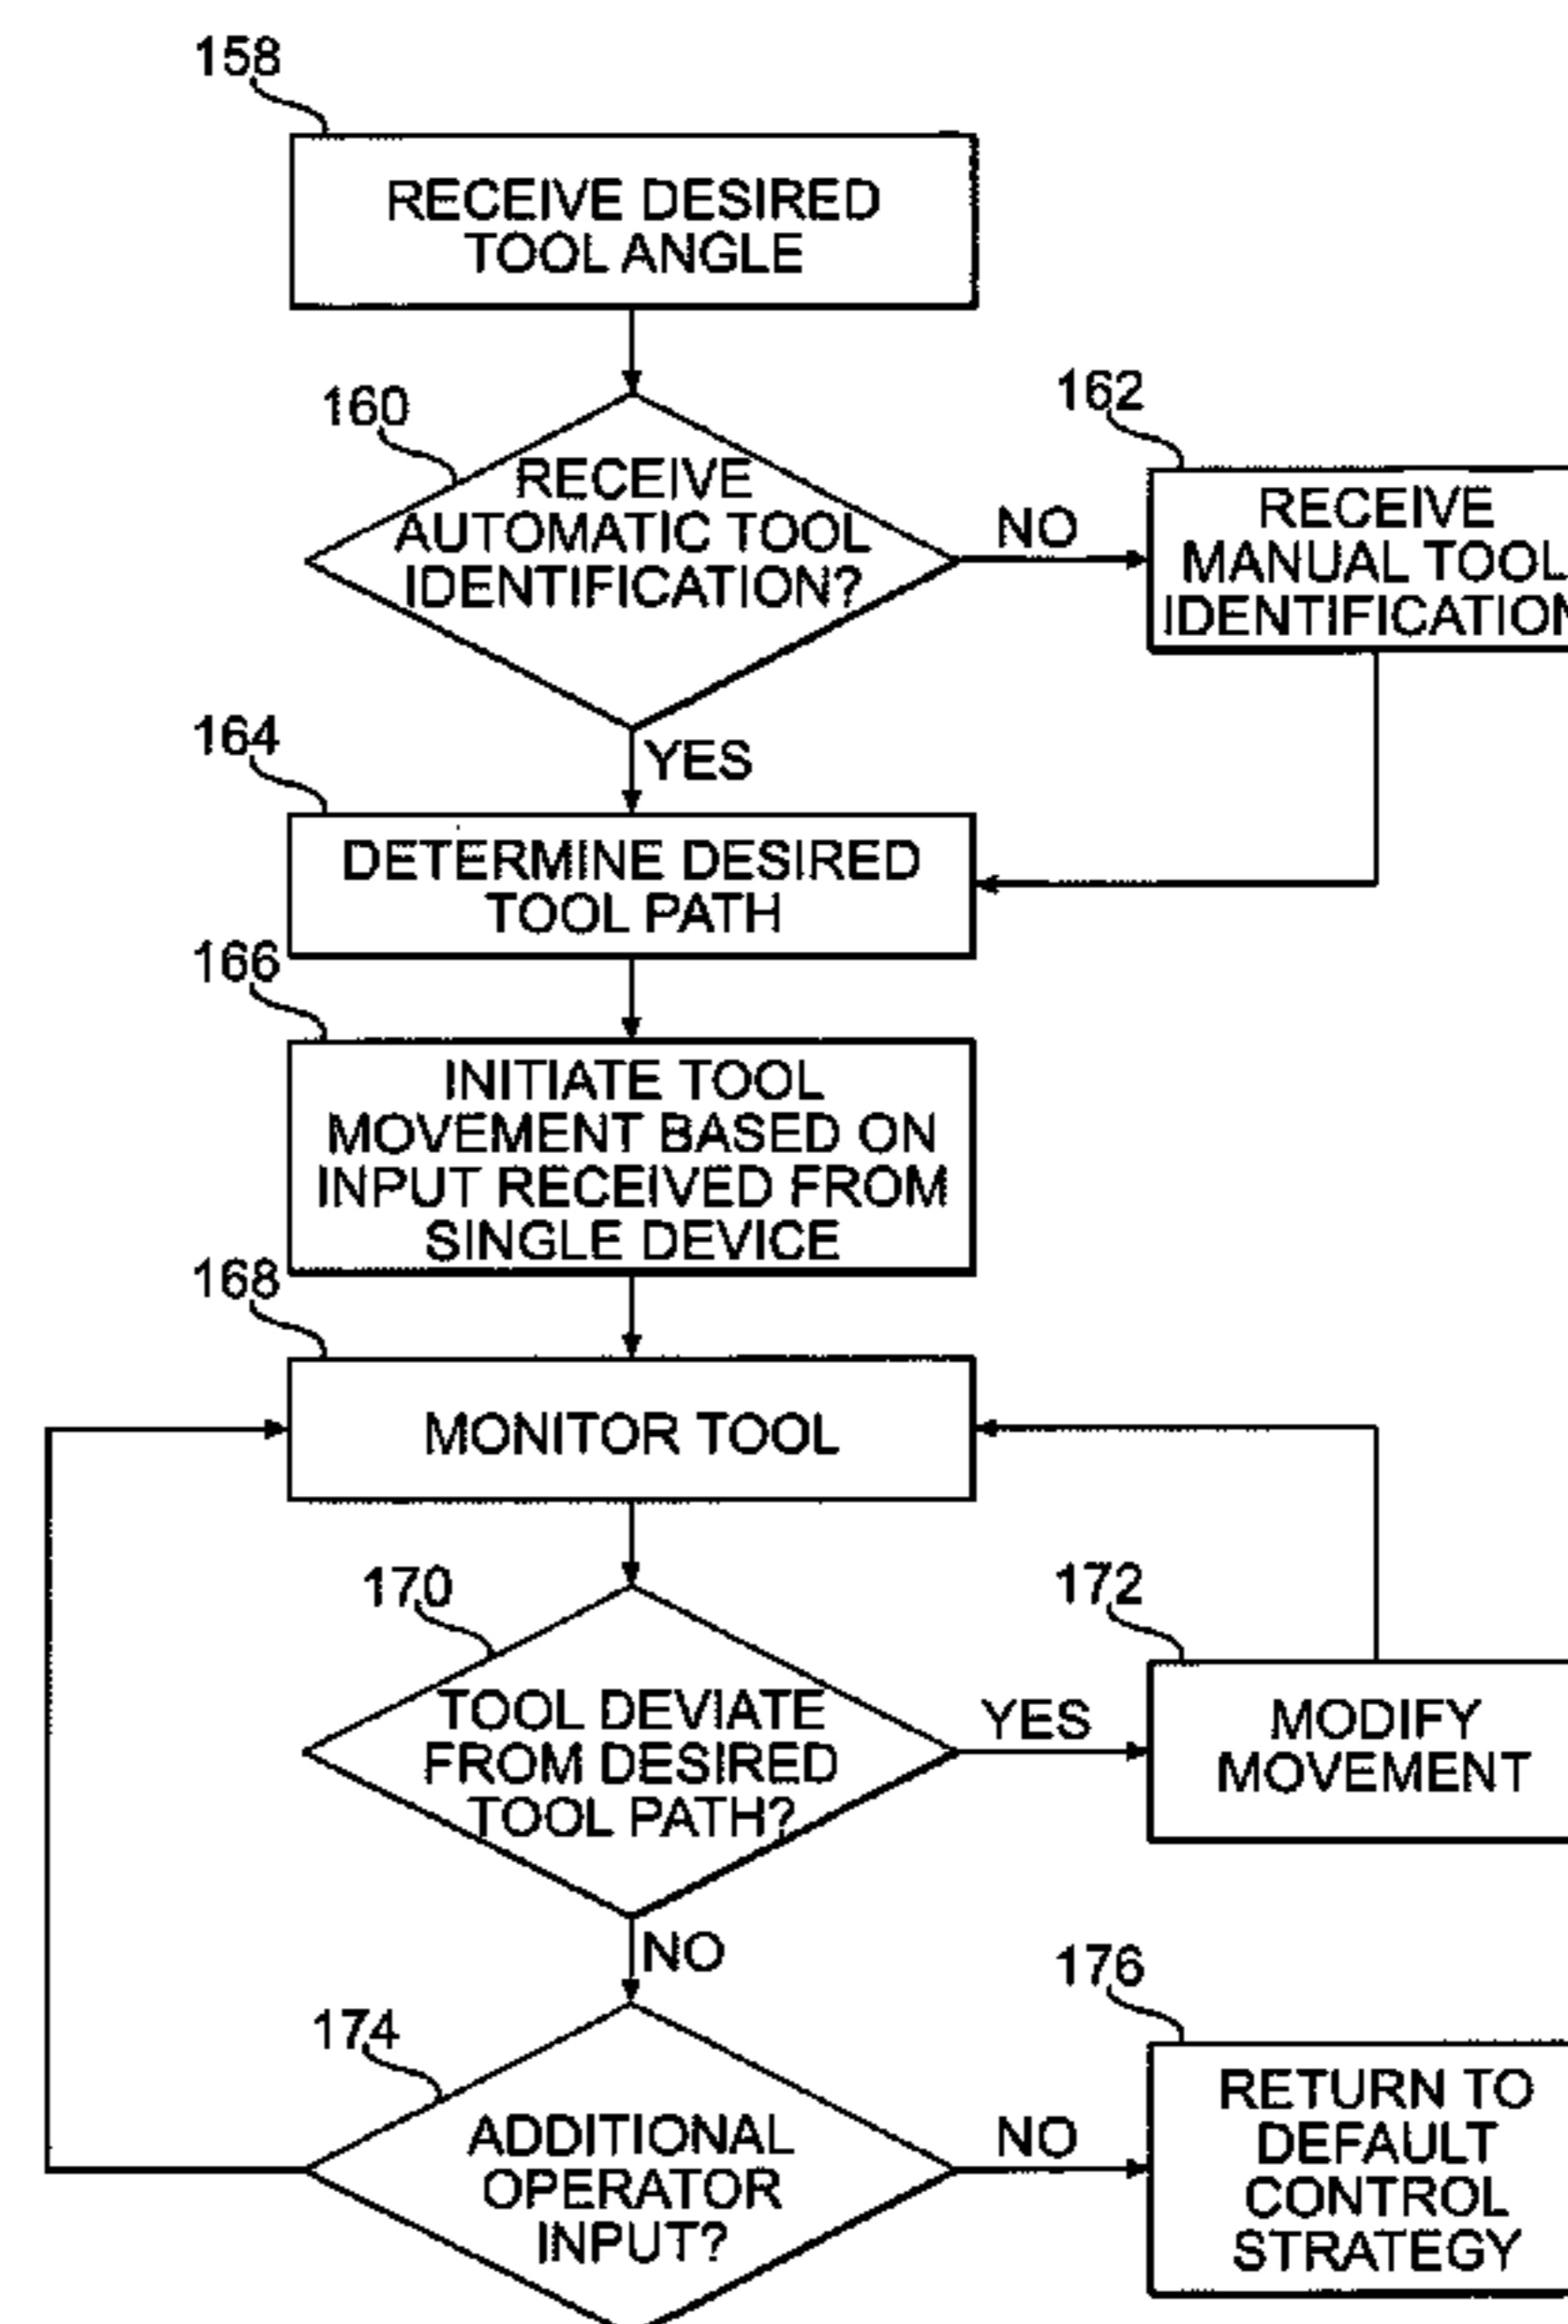 158
RECEIVE DESIRED
TOOL ANGLE
160
RECEIVE
AUTOMATIC TOOL
IDENTIFICATION?
NO
162
RECEIVE
MANUAL TOOL
IDENTIFICATION
YES
164
DETERMINE DESIRED
TOOL PATH
166
INITIATE TOOL
MOVEMENT BASED ON
INPUT RECEIVED FROM
SINGLE DEVICE
168
MONITOR TOOL
170
TOOL DEVIATE
FROM DESIRED
TOOL PATH?
YES
172
MODIFY
MOVEMENT
NO
174
ADDITIONAL
OPERATOR
INPUT?
NO
176
RETURN TO
DEFAULT
CONTROL
STRATEGY